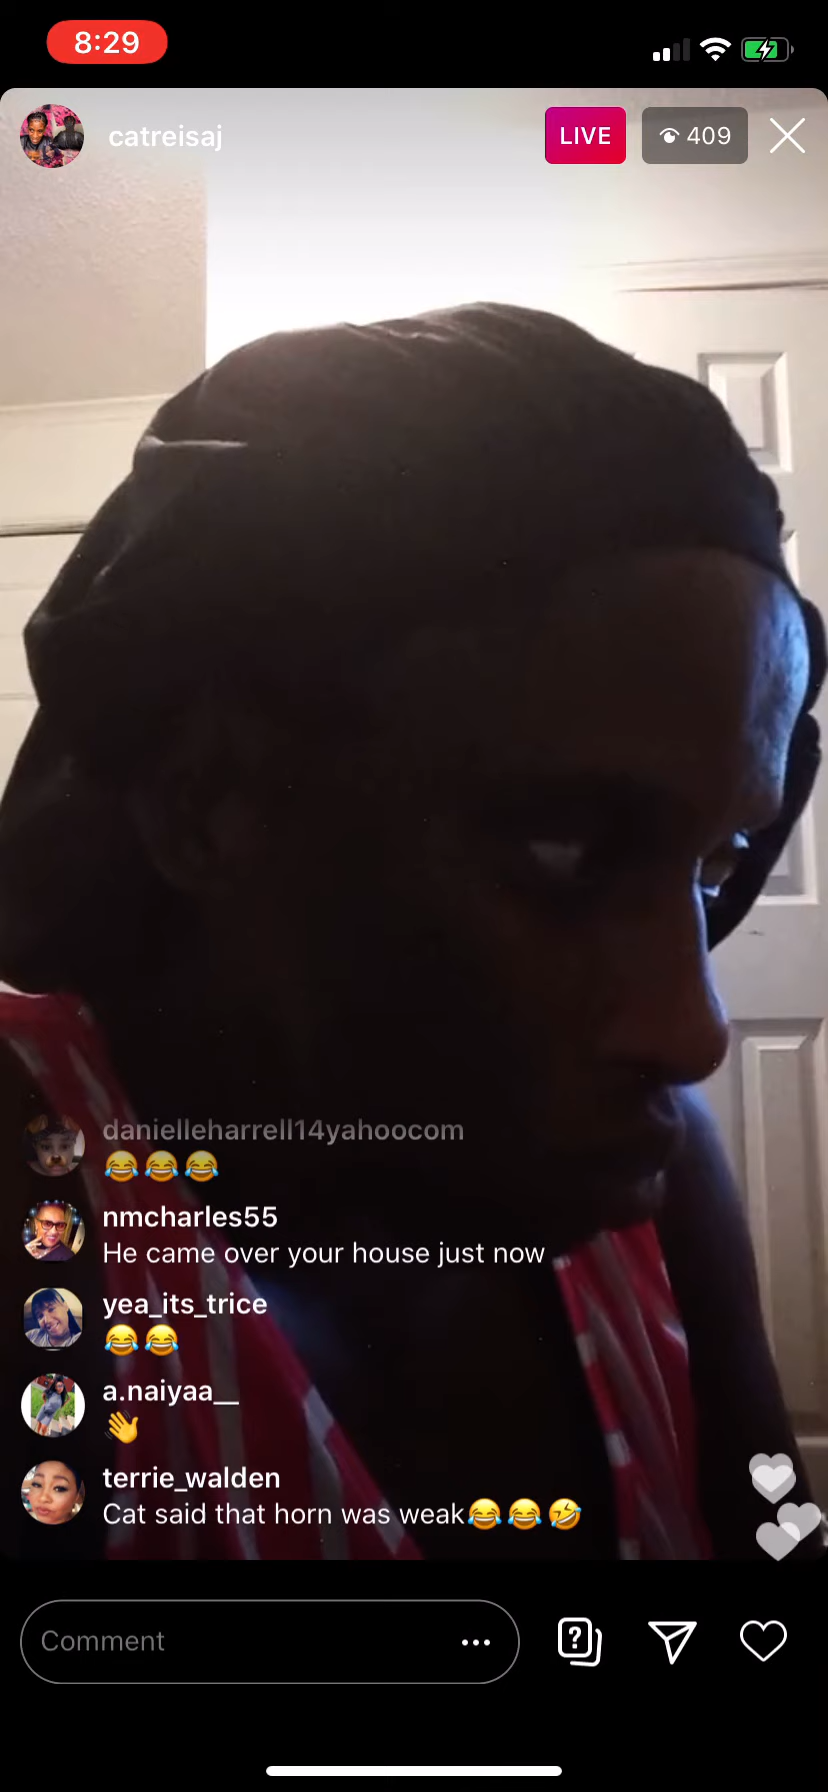 8:29
catreisaj
LIVE
409
danielleharrell14yahoocom
😂😂😂
nmcharles55
He came over your house just now
yea_its_trice
😂😂
a.naiyaa__
👋
terrie_walden
Cat said that horn was weak😂😂🤣
Comment